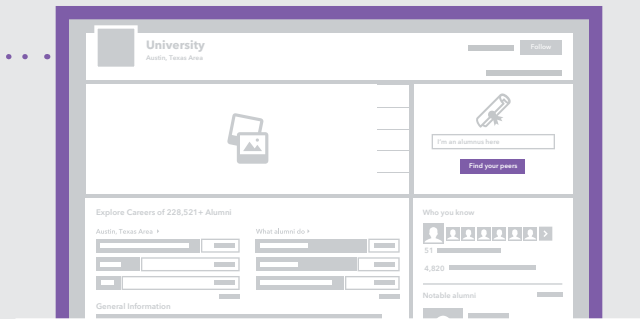 University
Austin, Texas Area
Follow
I'm an alumnus here
Find your peers
Explore Careers of 228,521+ Alumni
Austin, Texas Area
What alumni do
General Information
Who you know
51
4,820
Notable alumni